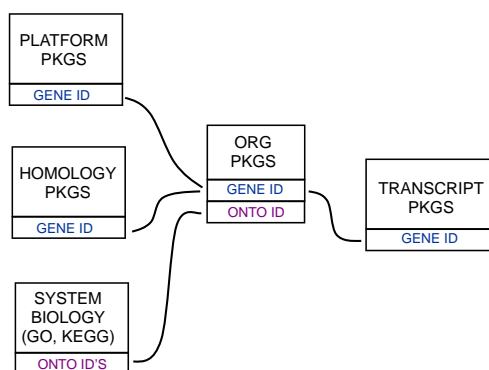 PLATFORM
PKGS
GENE ID
HOMOLOGY
PKGS
GENE ID
SYSTEM
BIOLOGY
(GO, KEGG)
ONTO ID'S
ORG
PKGS
GENE ID
ONTO ID
TRANSCRIPT
PKGS
GENE ID